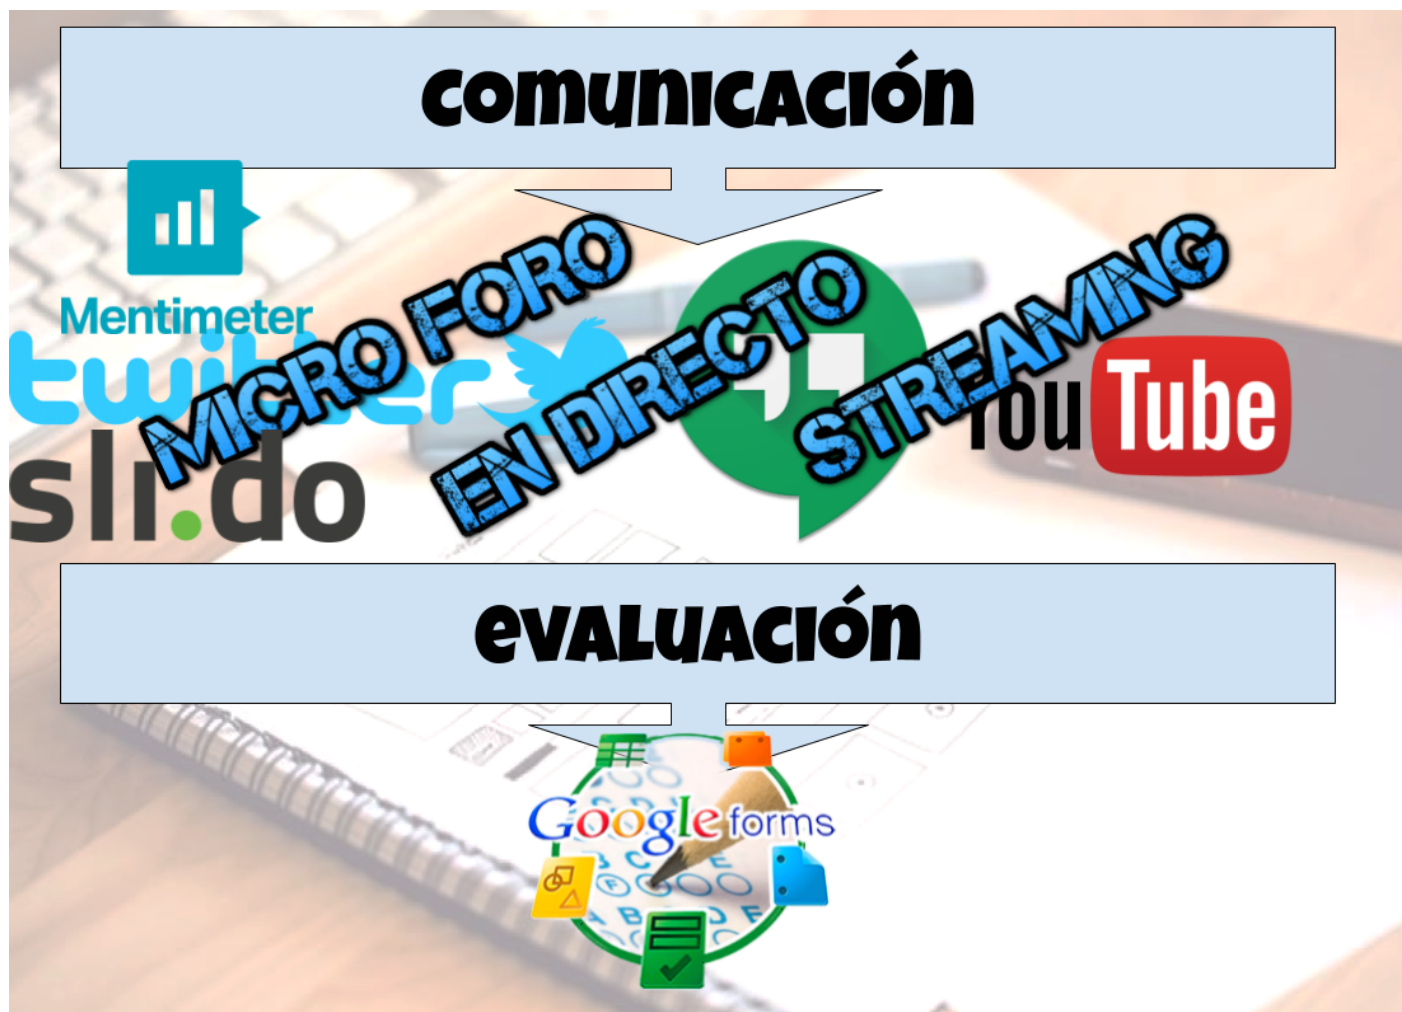 comunicación
Mentimeter
twitter
sli.do
MICRO FORO
EN DIRECTO
STREAMING
YouTube
evaluación
Google forms